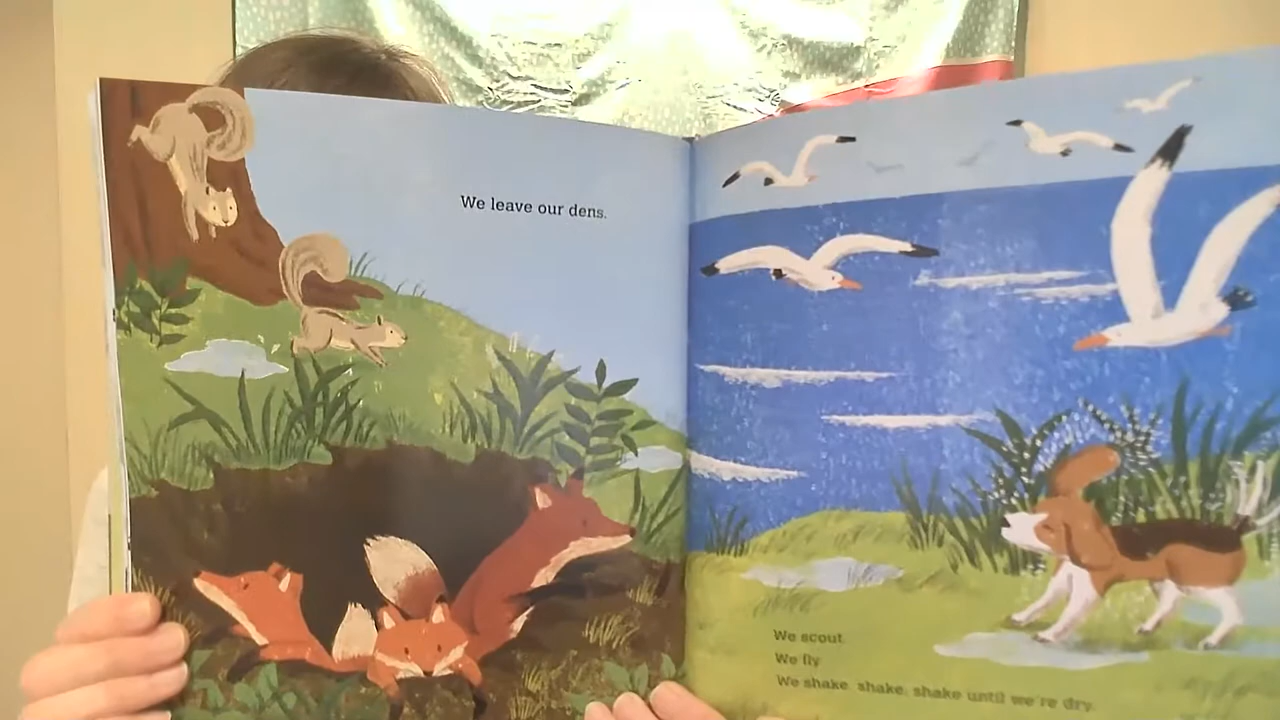 We leave our dens.
We scout.
We fly.
We shake, shake, shake until we're dry.